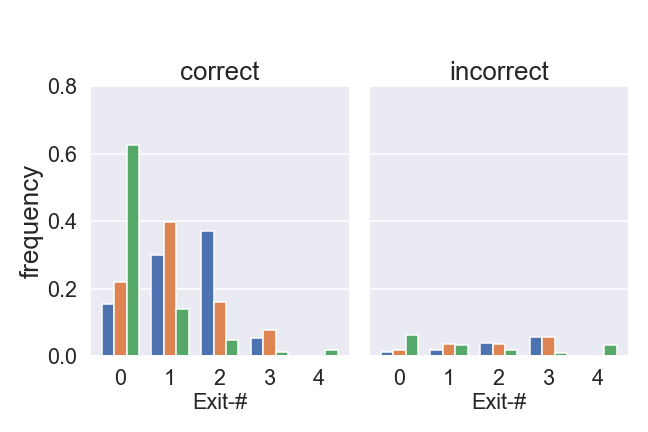 correct
incorrect
0.8
0.6
0.4
0.2
0.0
frequency
0 1 2 3 4
0 1 2 3 4
Exit-#
Exit-#